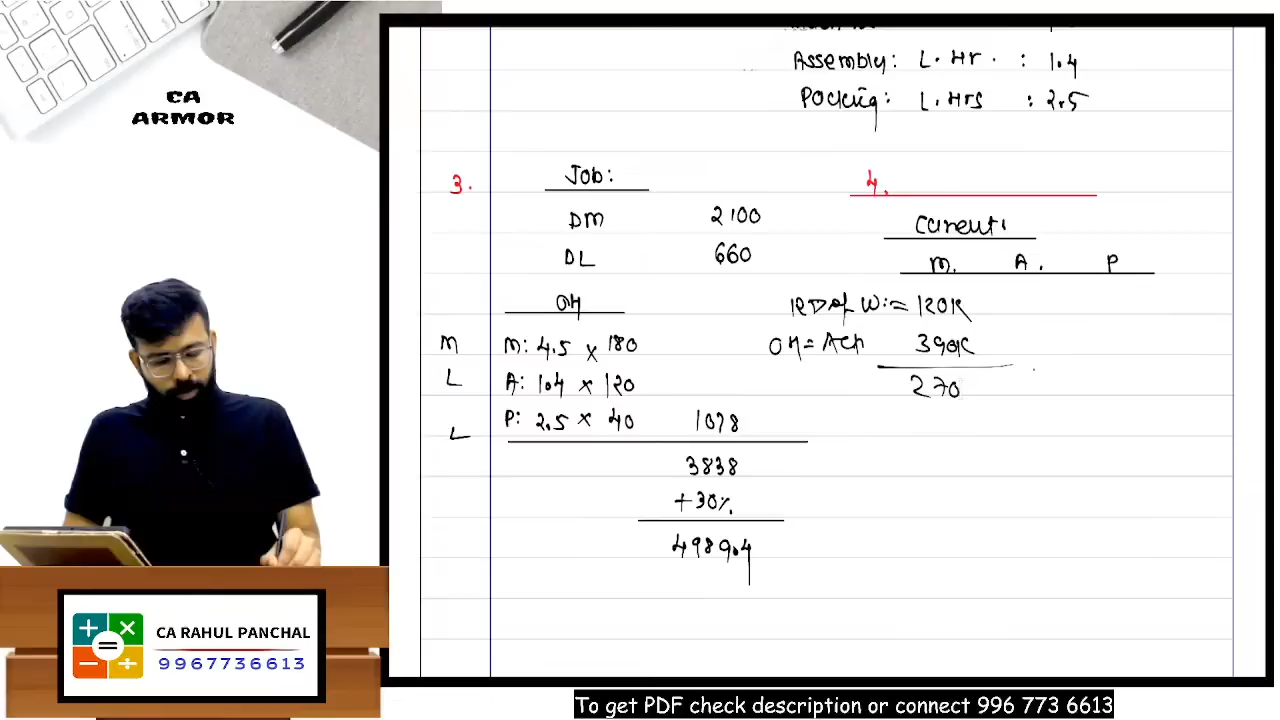 CA
ARMOR
Assembly: L. Hr. : 1.4
Packing: L. Hrs : 2.5
3. Job:
DM 2100
DL 660
OH
M M: 4.5 x 180
L A: 1.4 x 120
L P: 2.5 x 40 1078
3838
+30%
4989.4
4.
Current:
M. A. P
= 120K
OH = 390K
270
CA RAHUL PANCHAL
9967736613
To get PDF check description or connect 996 773 6613